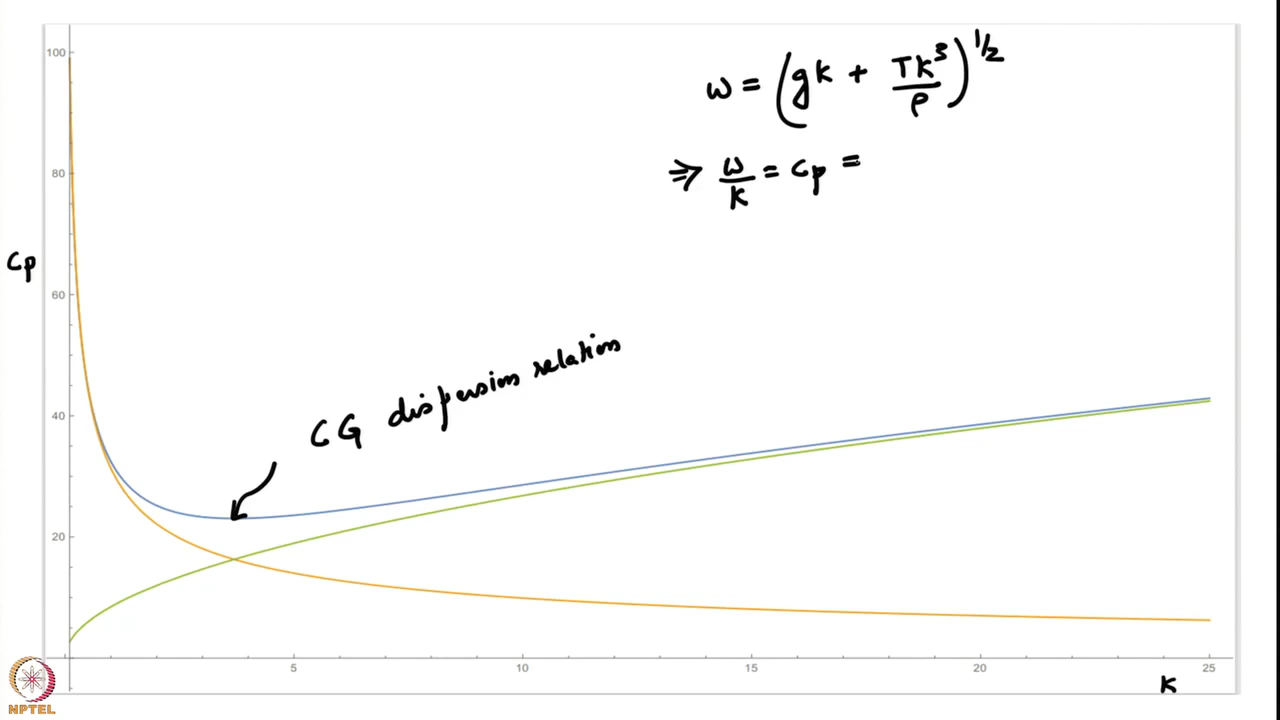 100
ω = (gk + Tk³/ρ)^1/2
⇒ ω/k = Cp =
80
Cp
60
CG dispersion relation
40
20
5 10 15 20 25
k
NPTEL